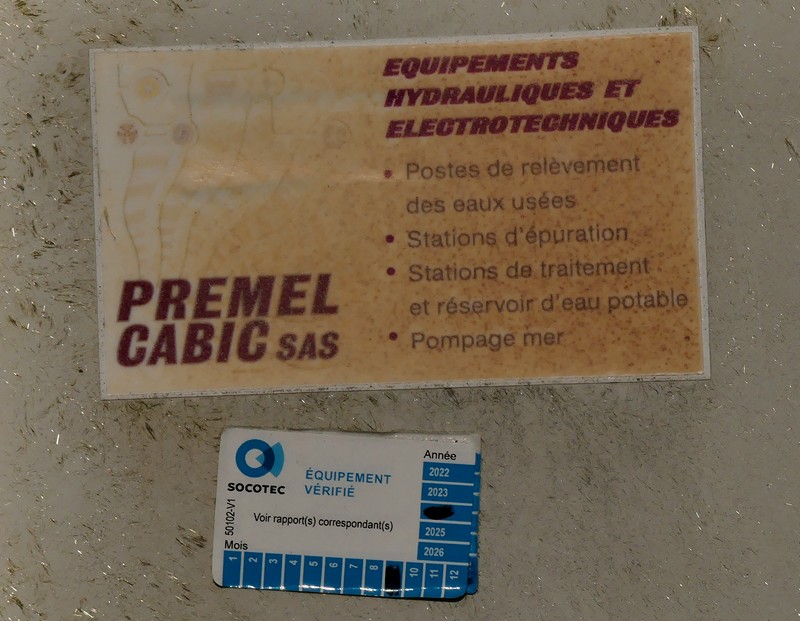 EQUIPEMENTS
HYDRAULIQUES ET
ELECTROTECHNIQUES
• Postes de relèvement
des eaux usées
• Stations d'épuration
• Stations de traitement
et réservoir d'eau potable
• Pompage mer
PREMEL
CABIC SAS
SOCOTEC
ÉQUIPEMENT
VÉRIFIÉ
Voir rapport(s) correspondant(s)
50102-V1
Année
2022
2023
2025
2026
Mois
1 2 3 4 5 6 7 8 10 11 12